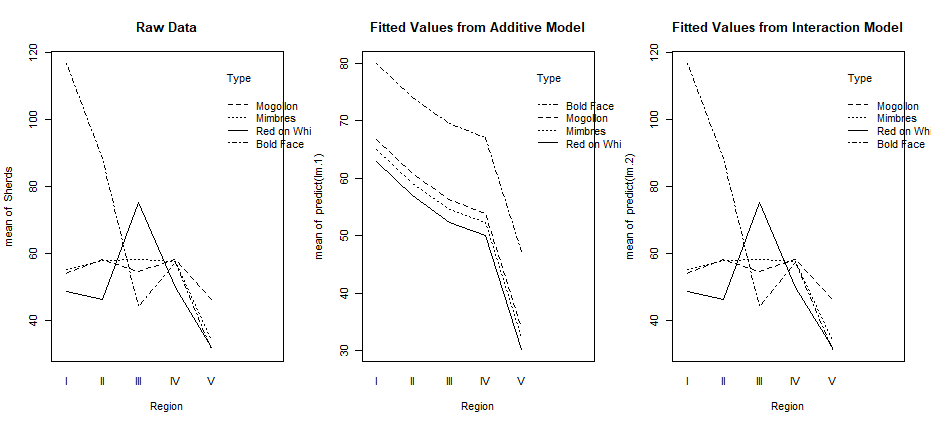 Raw Data
mean of Sherds
120
100
80
60
40
Type
Mogollon
Mimbres
Red on Whi
Bold Face
I II III IV V
Region
Fitted Values from Additive Model
mean of predict(lm.1)
80
70
60
50
40
30
Type
Bold Face
Mogollon
Mimbres
Red on Whi
I II III IV V
Region
Fitted Values from Interaction Model
mean of predict(lm.2)
120
100
80
60
40
Type
Mogollon
Mimbres
Red on Whi
Bold Face
I II III IV V
Region